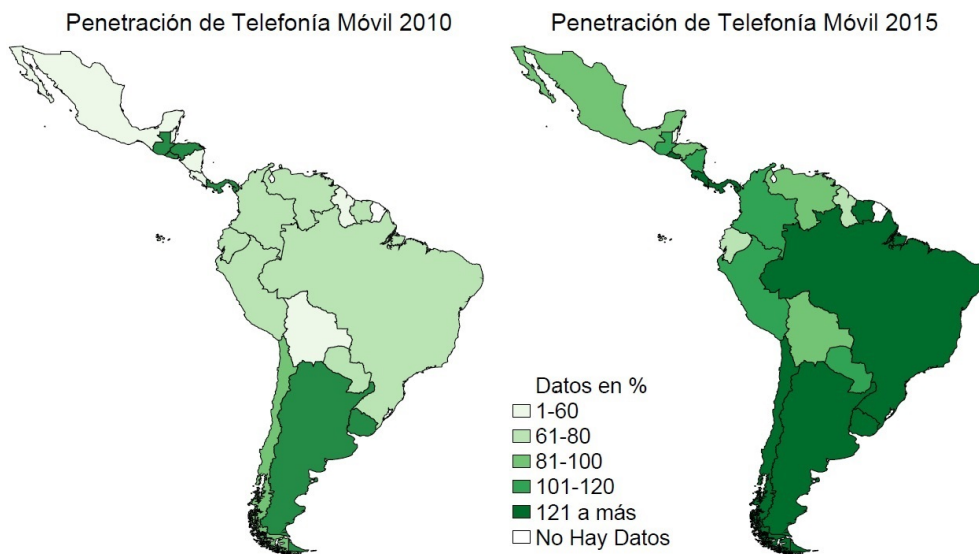 Penetración de Telefonía Móvil 2010
Penetración de Telefonía Móvil 2015
Datos en %
1-60
61-80
81-100
101-120
121 a más
No Hay Datos